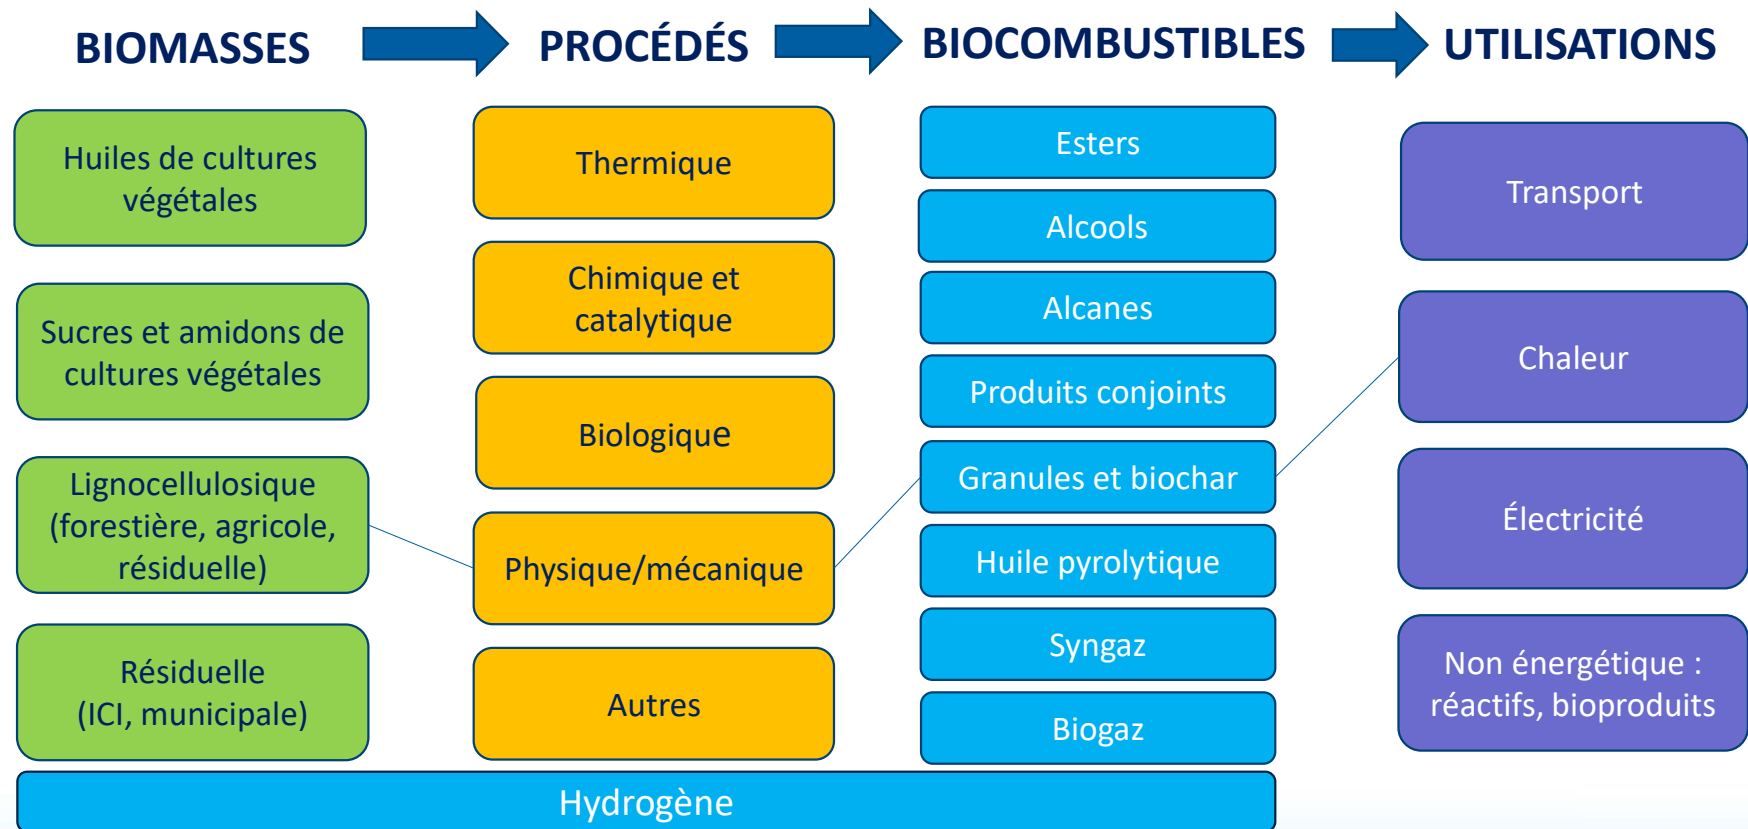 BIOMASSES
PROCÉDÉS
BIOCOMBUSTIBLES
UTILISATIONS
Huiles de cultures
végétales
Sucres et amidons de
cultures végétales
Lignocellulosique
(forestière, agricole,
résiduelle)
Résiduelle
(ICI, municipale)
Thermique
Chimique et
catalytique
Biologique
Physique/mécanique
Autres
Esters
Alcools
Alcanes
Produits conjoints
Granules et biochar
Huile pyrolytique
Syngaz
Biogaz
Transport
Chaleur
Électricité
Non énergétique :
réactifs, bioproduits
Hydrogène